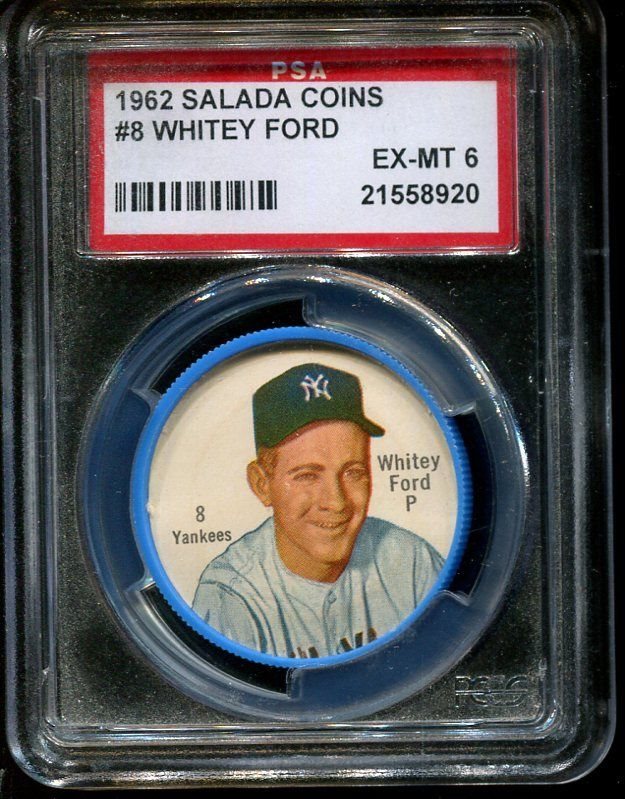 PSA
1962 SALADA COINS
#8 WHITEY FORD
EX-MT 6
21558920
NY
Whitey
Ford
P
8
Yankees